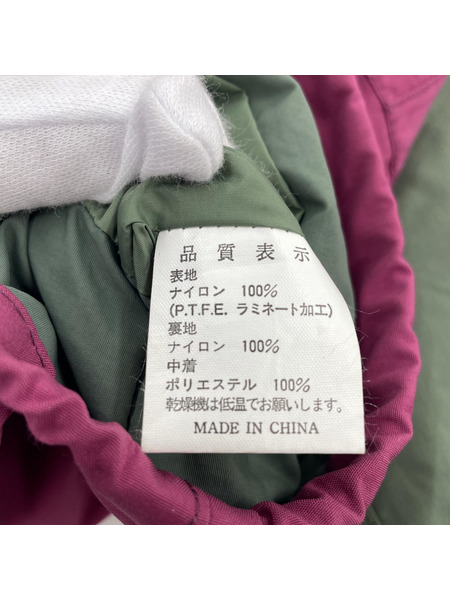 品質表示
表地
ナイロン 100%
(P.T.F.E. ラミネート加工)
裏地
ナイロン 100%
中着
ポリエステル 100%
乾燥機は低温でお願いします。
MADE IN CHINA